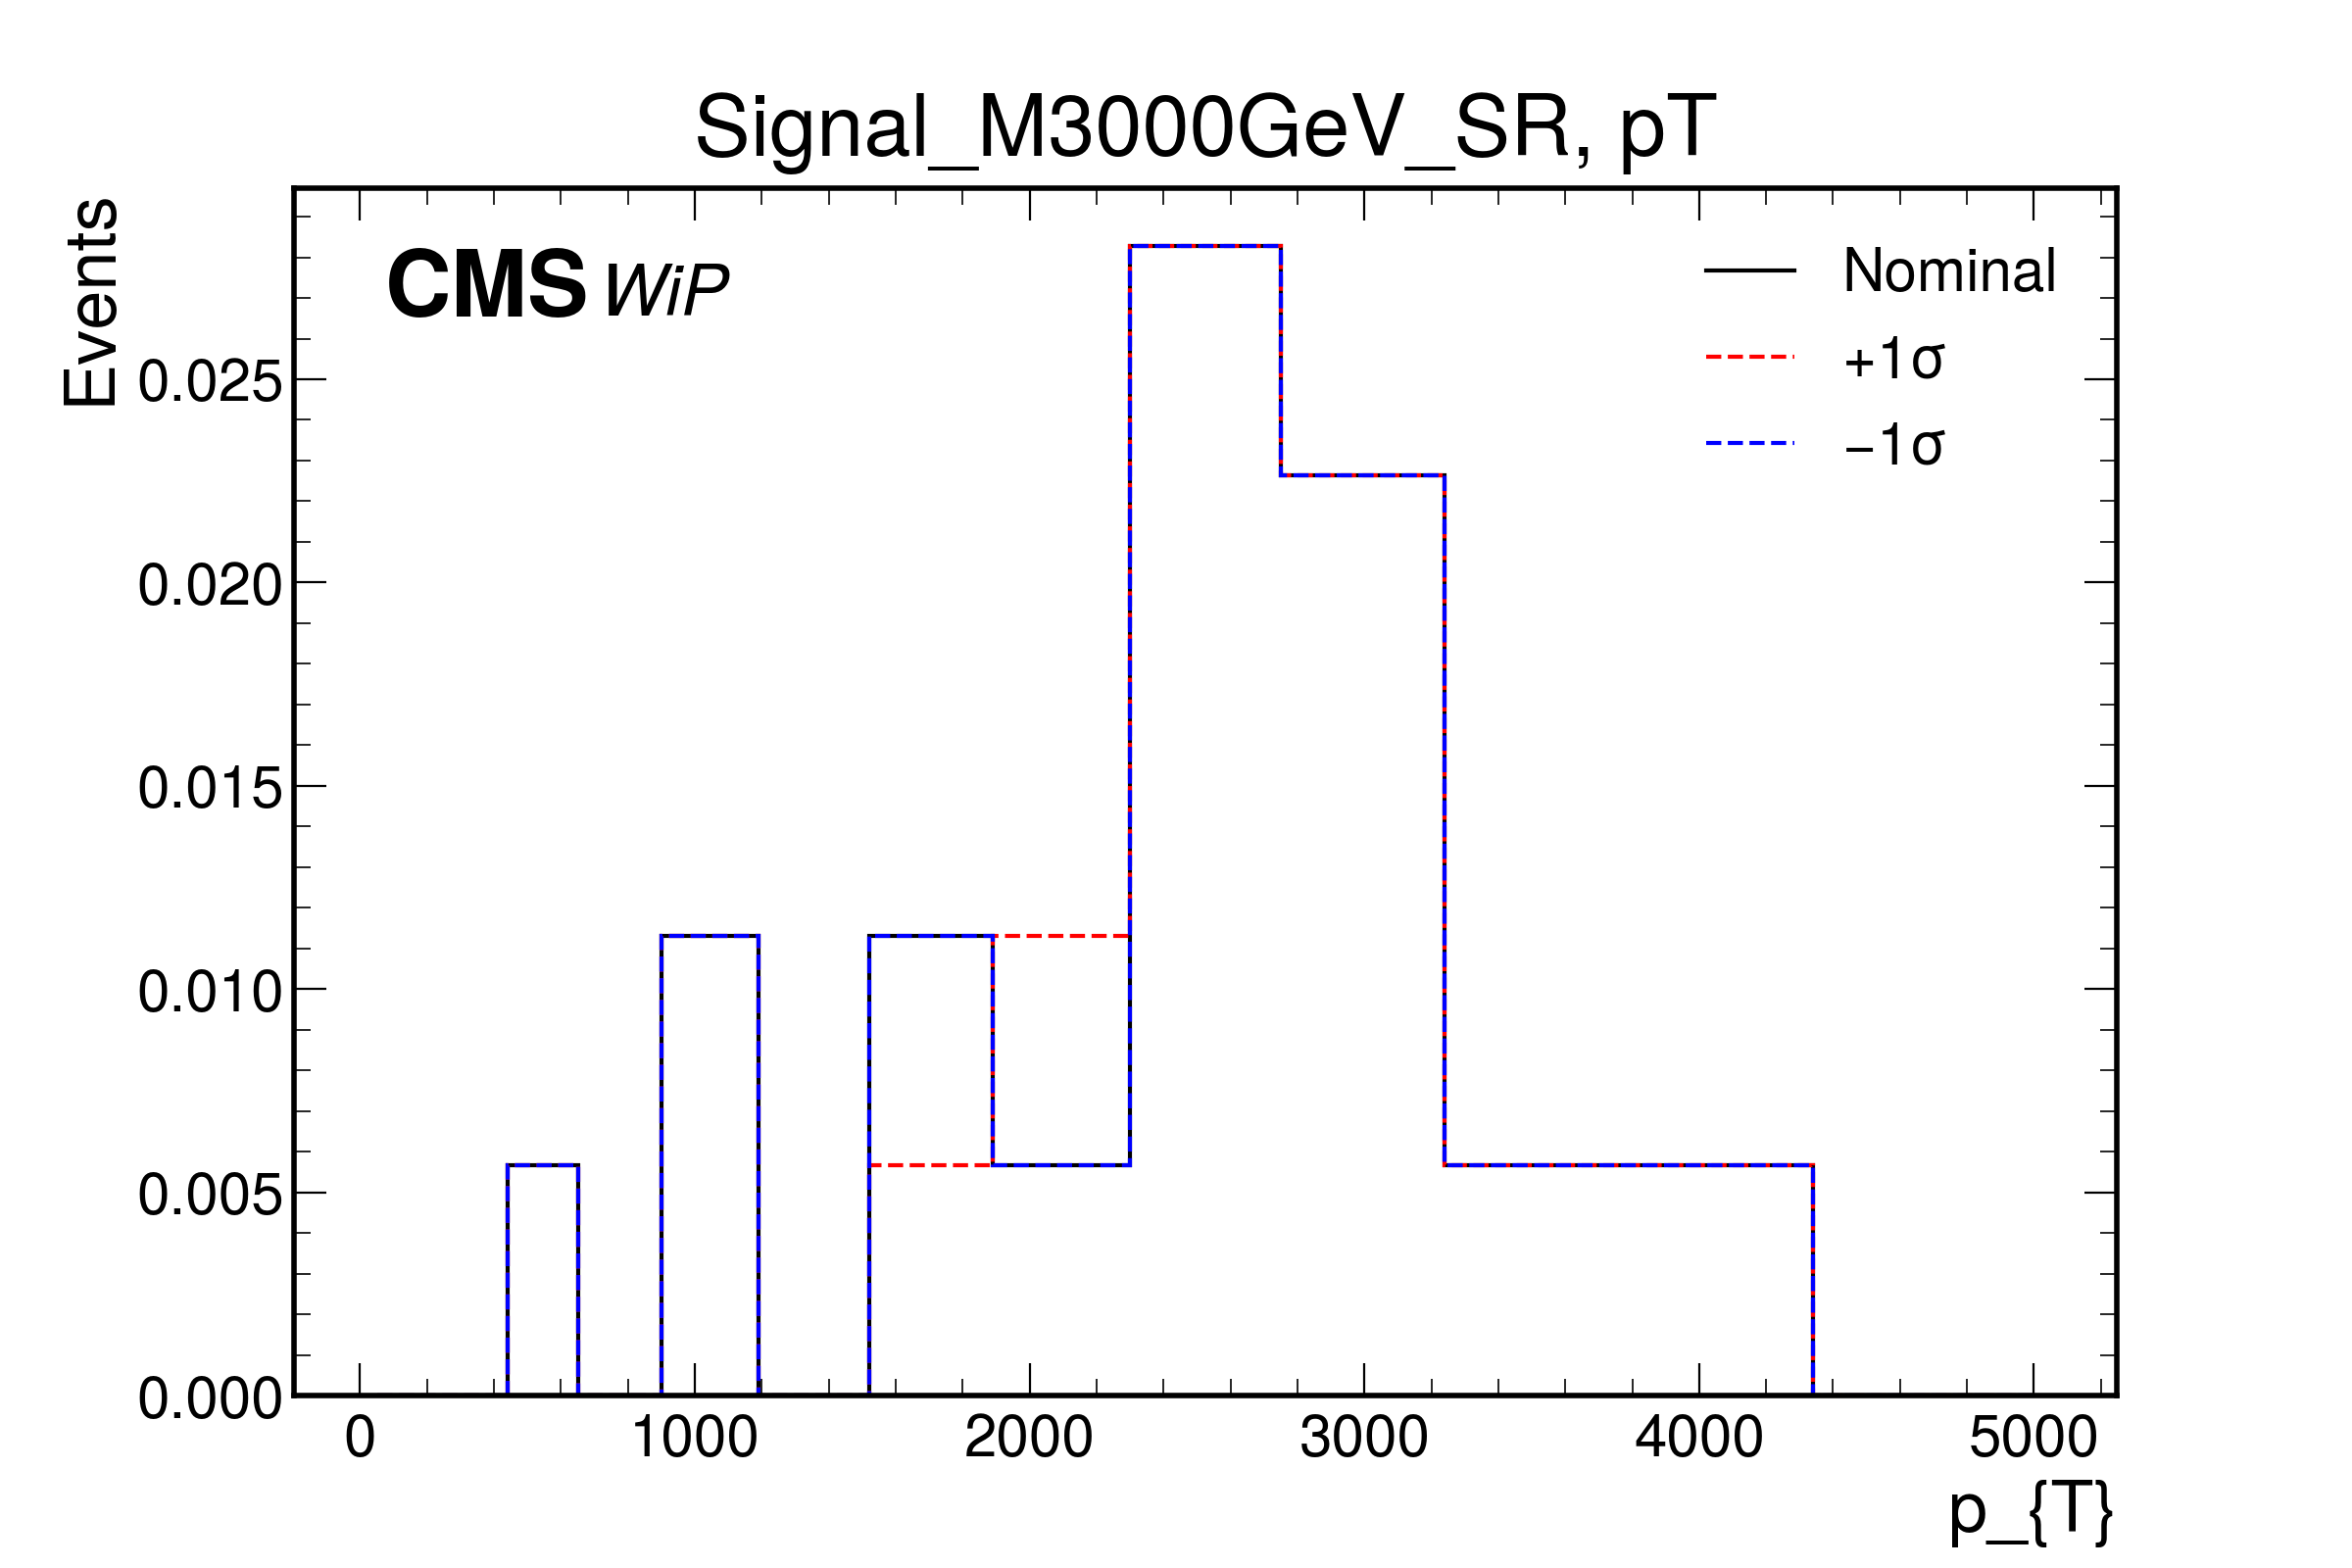 Signal_M3000GeV_SR, pT
Events
CMS WiP
Nominal
+1σ
−1σ
0.025
0.020
0.015
0.010
0.005
0.000
0 1000 2000 3000 4000 5000
p_{T}